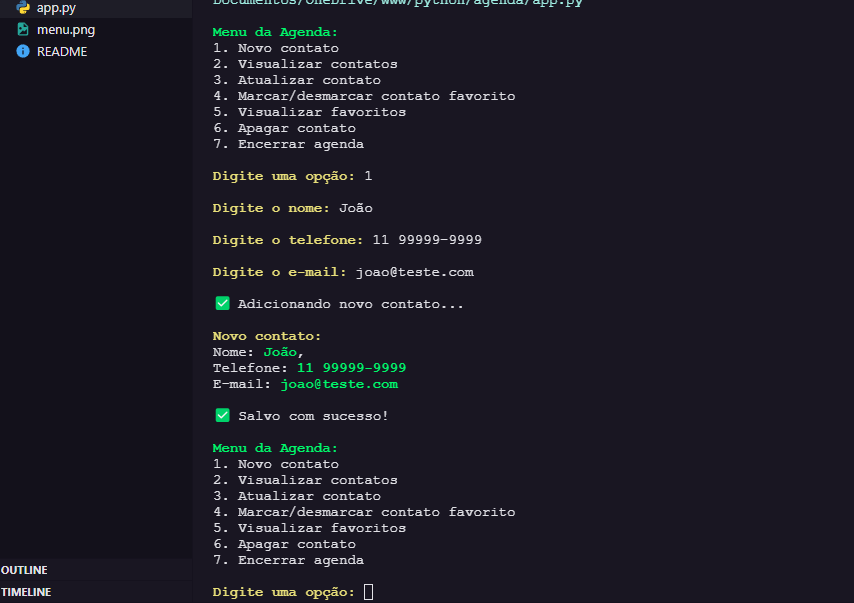 app.py
menu.png
README
OUTLINE
TIMELINE
Documentos/OneDrive/www/python/agenda/app.py
Menu da Agenda:
1. Novo contato
2. Visualizar contatos
3. Atualizar contato
4. Marcar/desmarcar contato favorito
5. Visualizar favoritos
6. Apagar contato
7. Encerrar agenda
Digite uma opção: 1
Digite o nome: João
Digite o telefone: 11 99999-9999
Digite o e-mail: joao@teste.com
✅ Adicionando novo contato...
Novo contato:
Nome: João,
Telefone: 11 99999-9999
E-mail: joao@teste.com
✅ Salvo com sucesso!
Menu da Agenda:
1. Novo contato
2. Visualizar contatos
3. Atualizar contato
4. Marcar/desmarcar contato favorito
5. Visualizar favoritos
6. Apagar contato
7. Encerrar agenda
Digite uma opção: